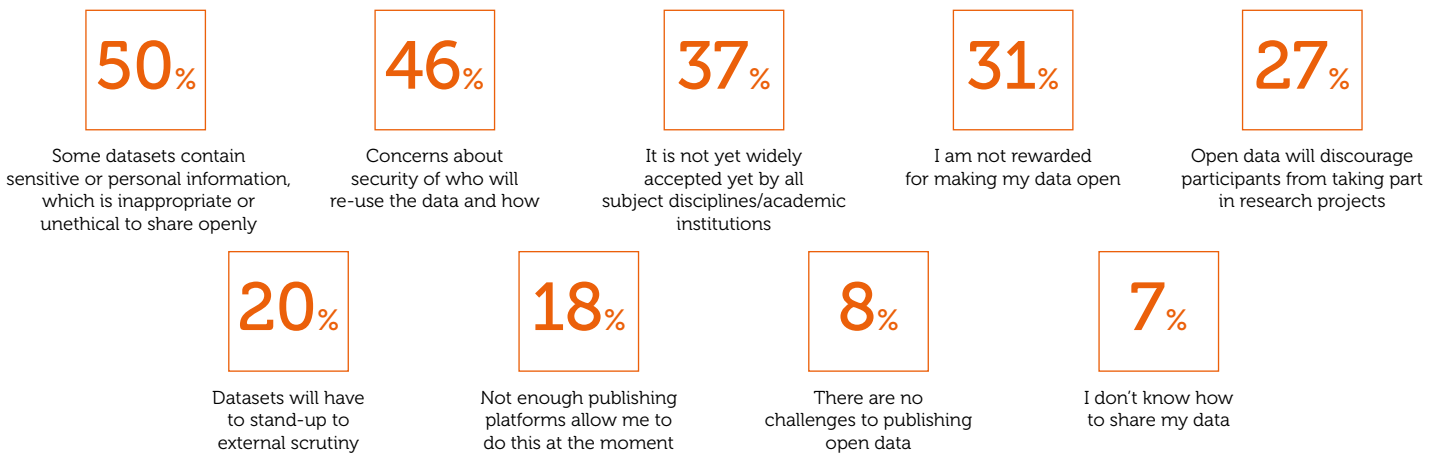 50%
Some datasets contain
sensitive or personal information,
which is inappropriate or
unethical to share openly
46%
Concerns about
security of who will
re-use the data and how
37%
It is not yet widely
accepted yet by all
subject disciplines/academic
institutions
31%
I am not rewarded
for making my data open
27%
Open data will discourage
participants from taking part
in research projects
20%
Datasets will have
to stand-up to
external scrutiny
18%
Not enough publishing
platforms allow me to
do this at the moment
8%
There are no
challenges to publishing
open data
7%
I don’t know how
to share my data